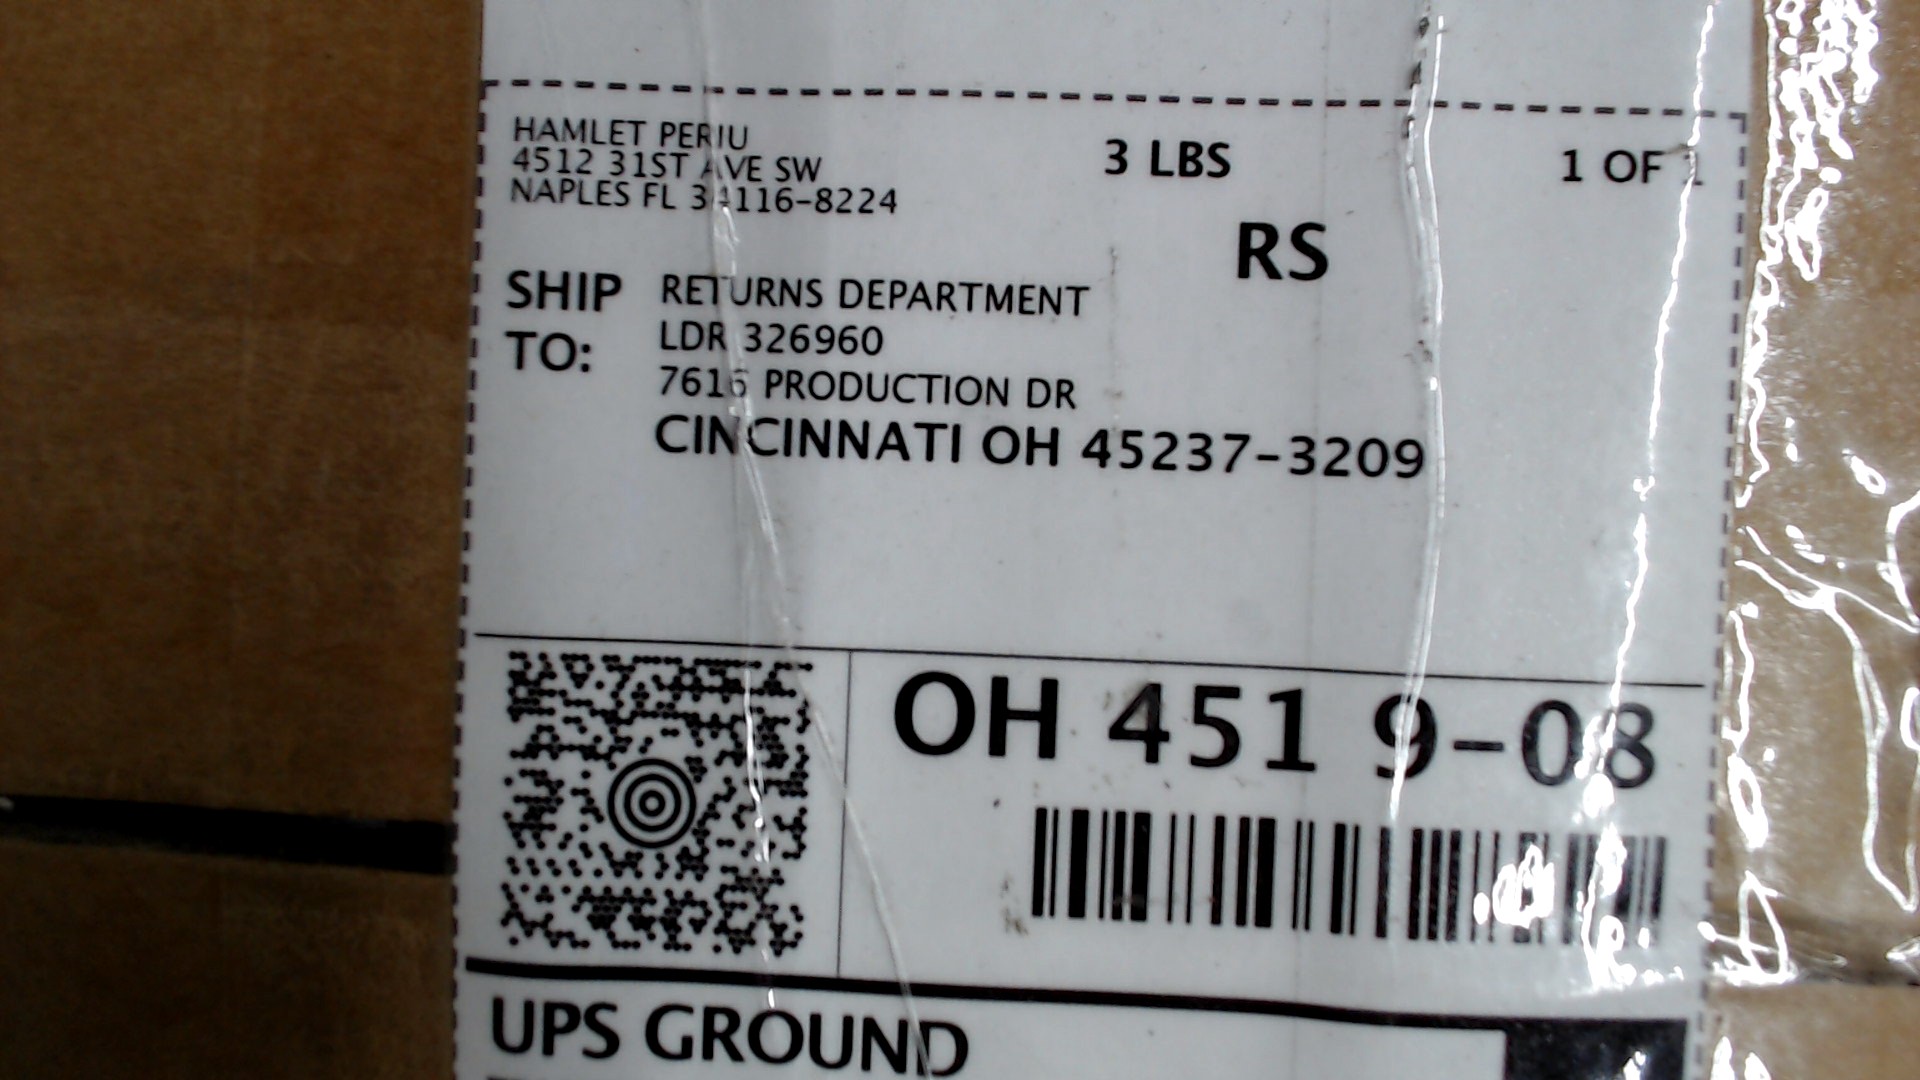 HAMLET PERIU
4512 31ST AVE SW
NAPLES FL 34116-8224
3 LBS
1 OF 1
RS
SHIP TO:
RETURNS DEPARTMENT
LDR 326960
7616 PRODUCTION DR
CINCINNATI OH 45237-3209
OH 451 9-08
UPS GROUND